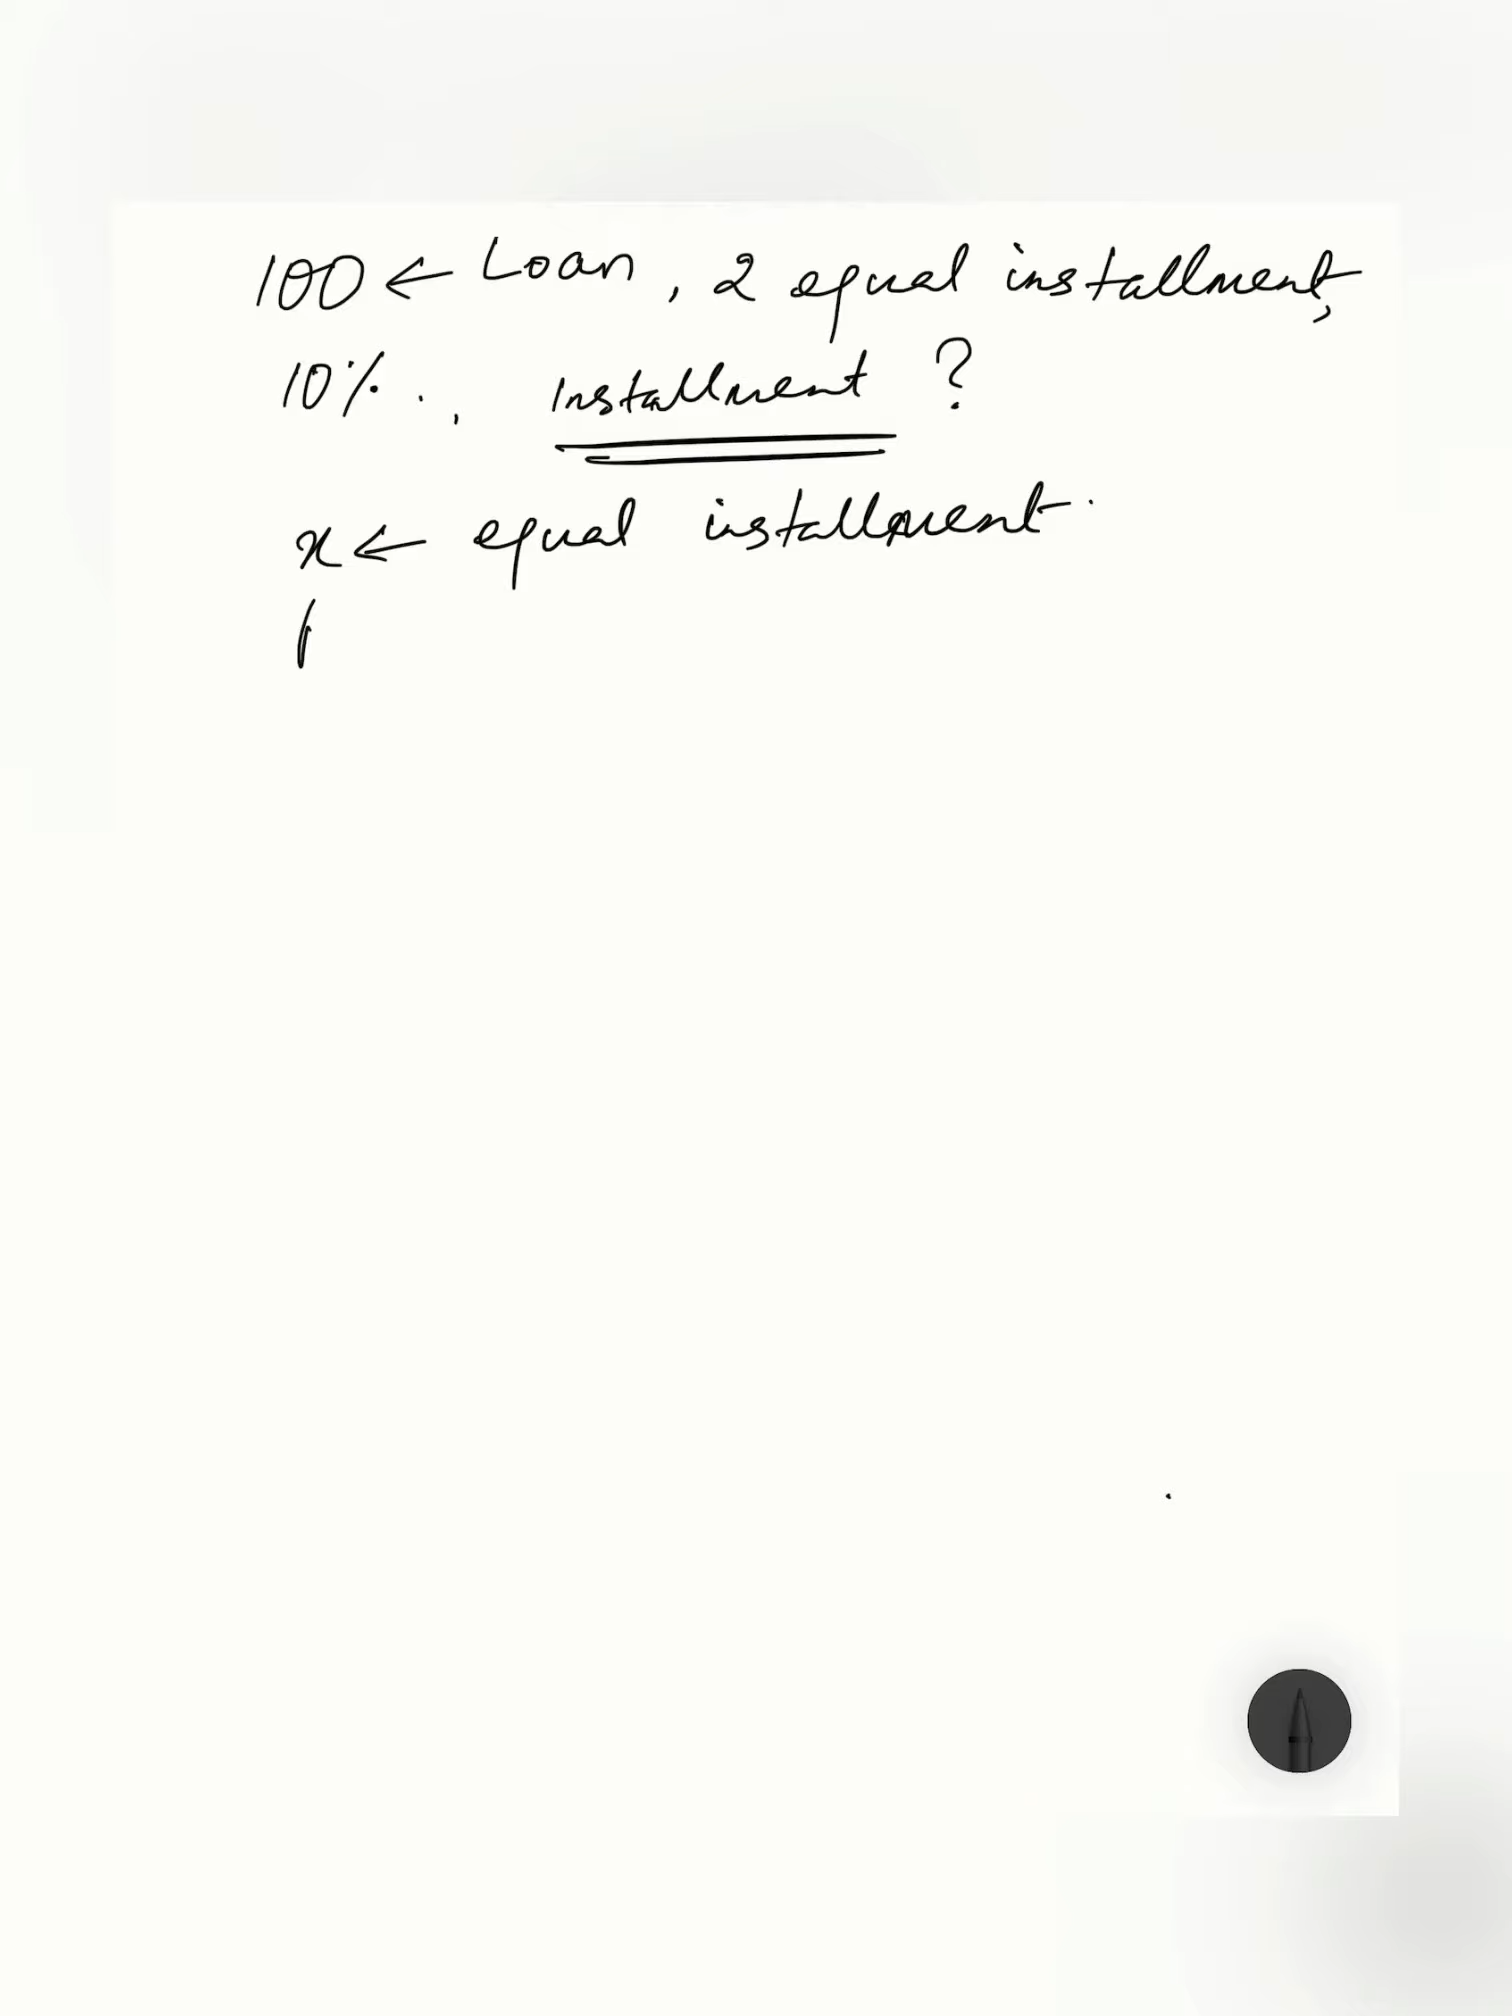 100 ← Loan, 2 equal installment,
10%., installment ?
x ← equal installment.
(